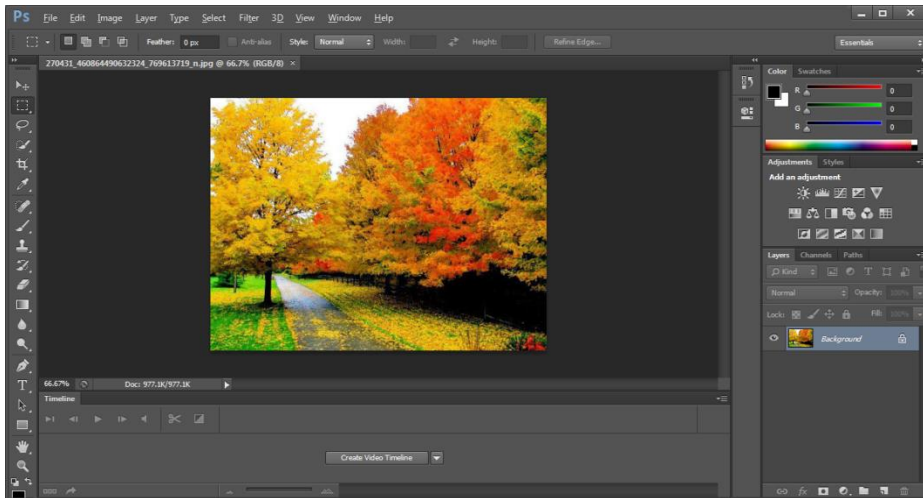 Ps File Edit Image Layer Type Select Filter 3D View Window Help
Feather: 0 px Anti-alias Style: Normal Width: Height: Refine Edge... Essentials
270431_460864490632324_769613719_n.jpg @ 66.7% (RGB/8) ×
Color Swatches
R 0
G 0
B 0
Adjustments Styles
Add an adjustment
Layers Channels Paths
Kind
Normal Opacity: 100%
Lock: Fill: 100%
Background
66.67% Doc: 977.1K/977.1K
Timeline
Create Video Timeline
fx